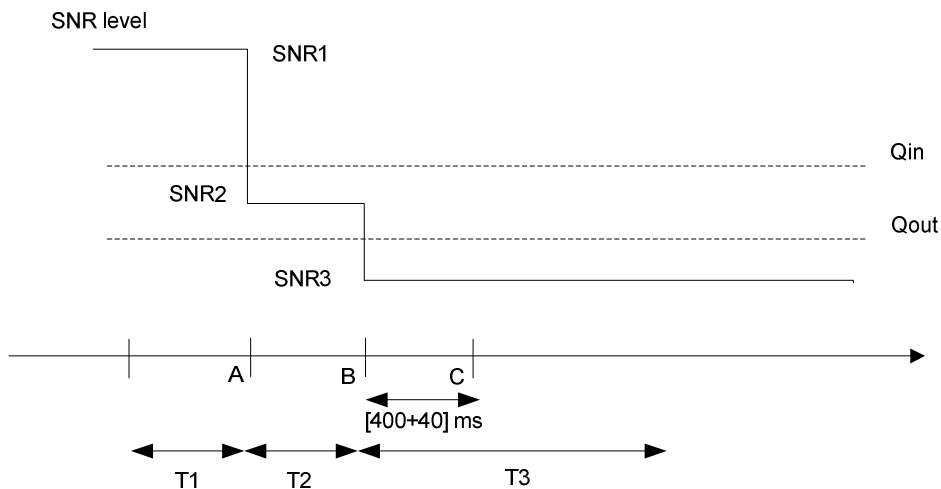 SNR level
SNR1
Qin
SNR2
Qout
SNR3
A B C
[400+40] ms
T1 T2 T3